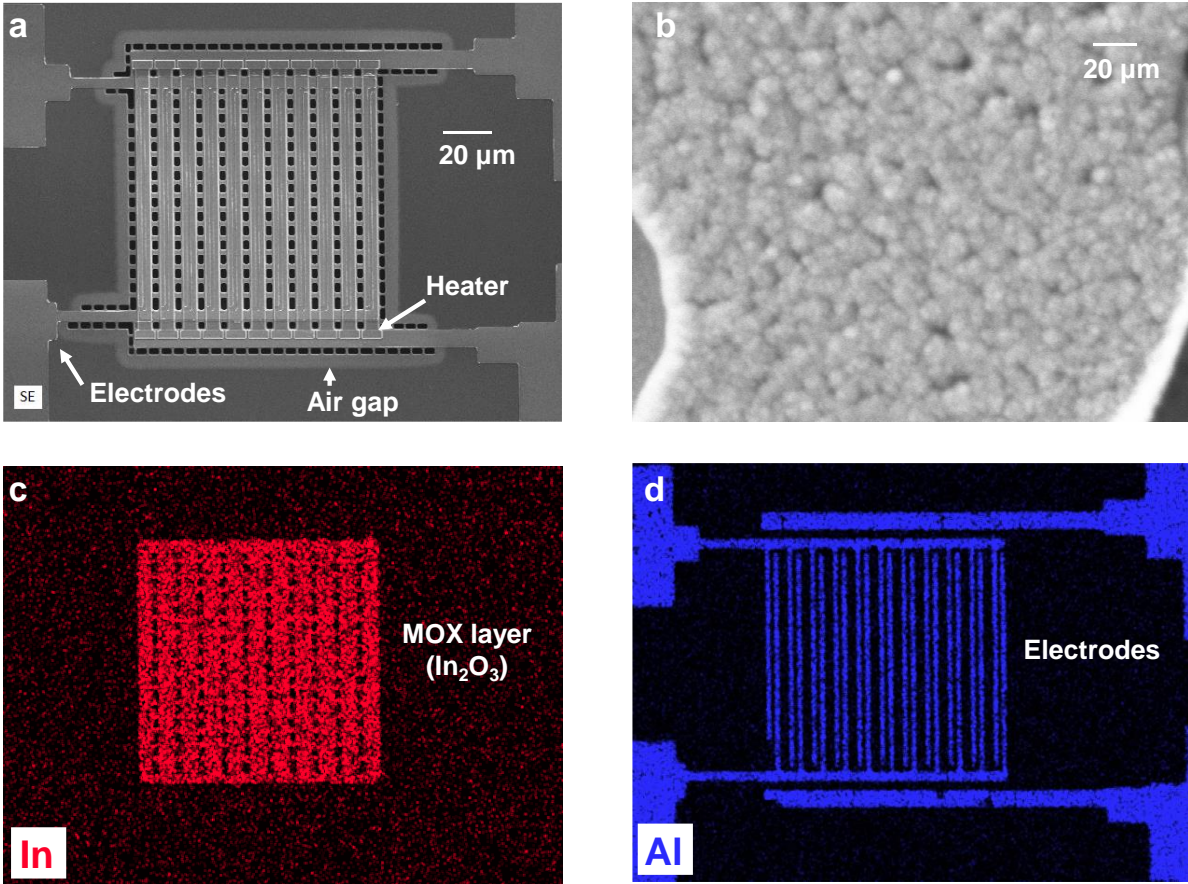 a
20 µm
Heater
Electrodes
Air gap
SE
b
20 µm
c
MOX layer
(In₂O₃)
In
d
Electrodes
Al